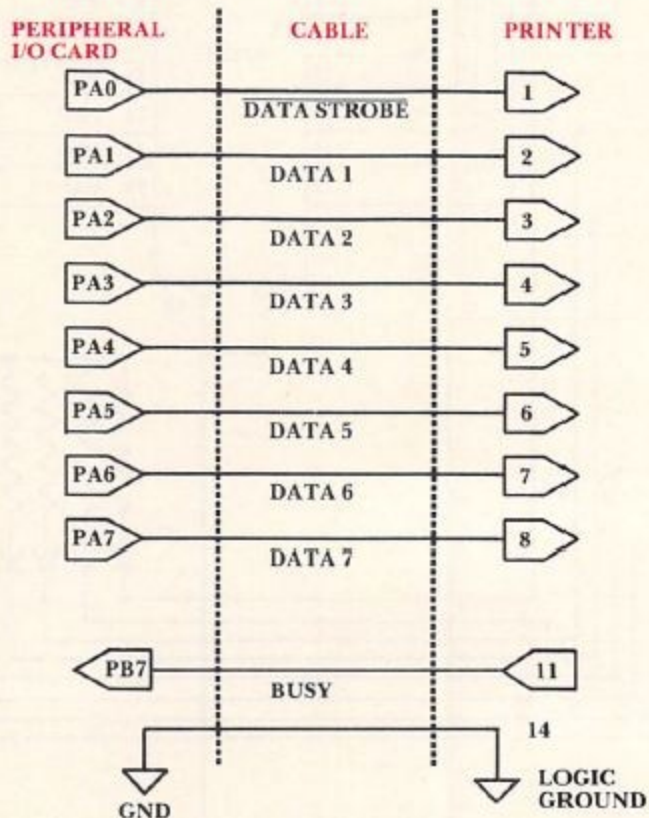 PERIPHERAL
I/O CARD
CABLE
PRINTER
PA0
DATA STROBE
1
PA1
DATA 1
2
PA2
DATA 2
3
PA3
DATA 3
4
PA4
DATA 4
5
PA5
DATA 5
6
PA6
DATA 6
7
PA7
DATA 7
8
PB7
BUSY
11
14
GND
LOGIC
GROUND